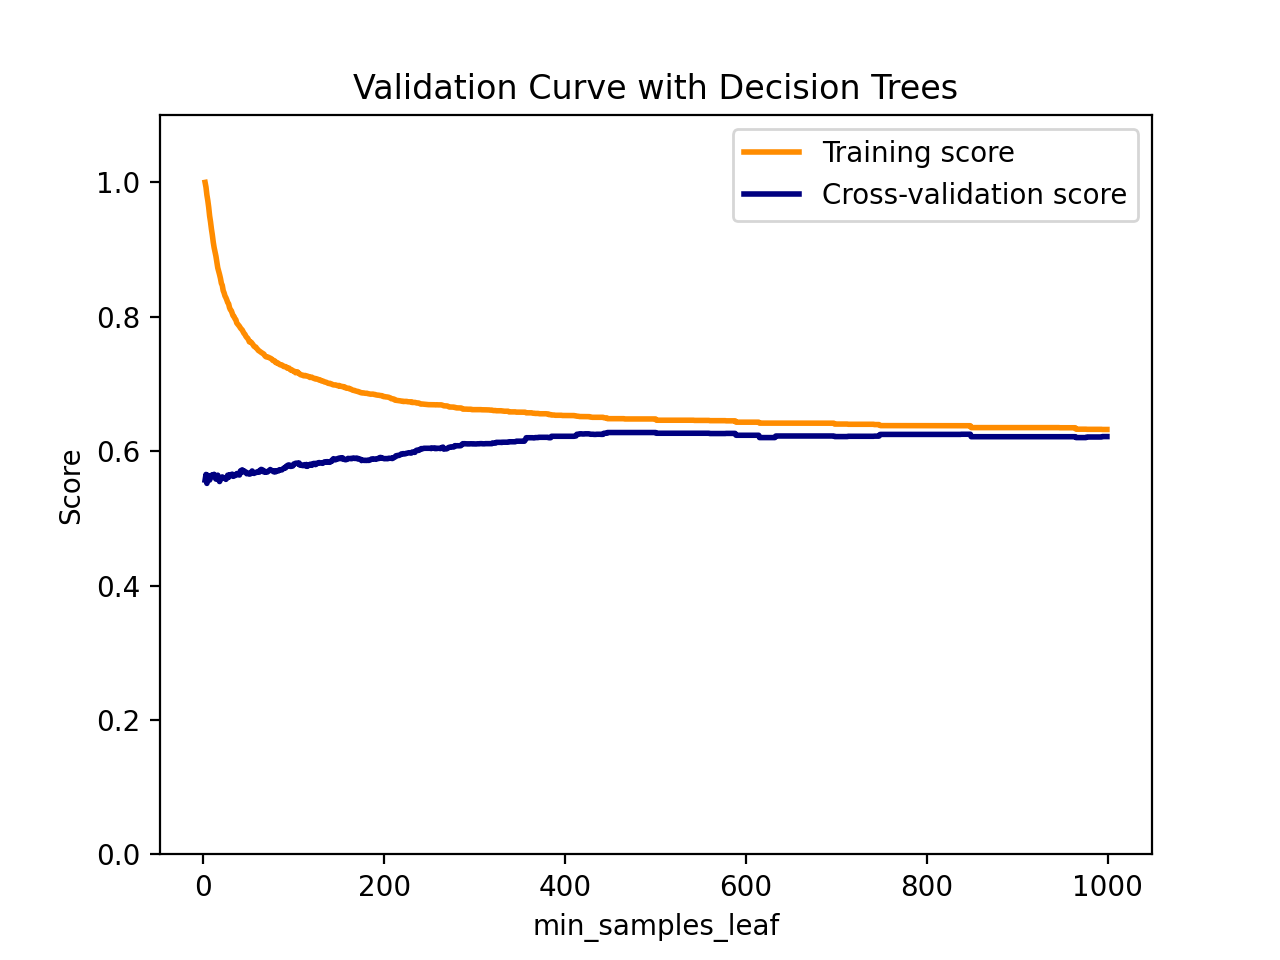 Validation Curve with Decision Trees
Training score
Cross-validation score
1.0
0.8
0.6
0.4
0.2
0.0
Score
0 200 400 600 800 1000
min_samples_leaf